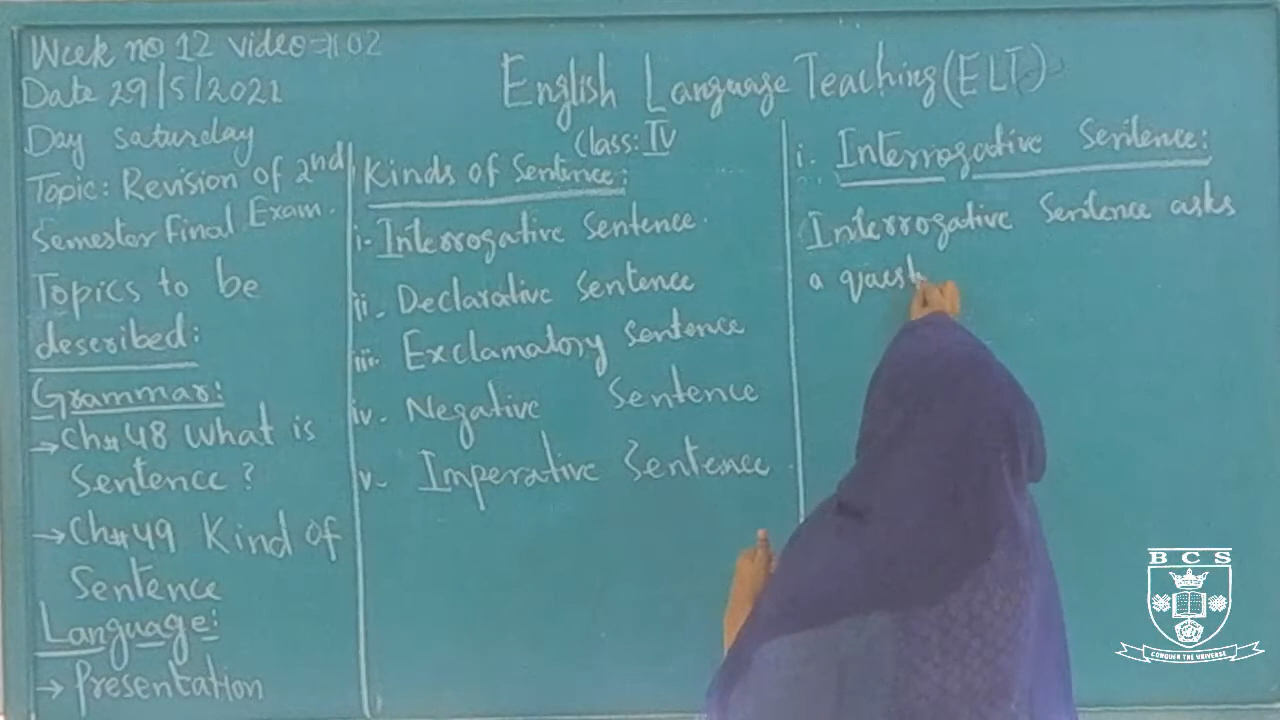 Week no 12 video # 02
Date 29/5/2021
Day Saturday
Topic: Revision of 2nd
Semester Final Exam.
Topics to be
described:
Grammar:
→ Ch# 48 What is
Sentence?
→ Ch# 49 Kind of
Sentence
Language:
→ Presentation
English Language Teaching (ELT)
Class: IV
Kinds of Sentence:
i- Interrogative Sentence.
ii- Declarative Sentence
iii- Exclamatory Sentence
iv- Negative Sentence
v- Imperative Sentence
i. Interrogative Sentence:
Interrogative Sentence asks
a quest
BCS
CONQUER THE UNIVERSE